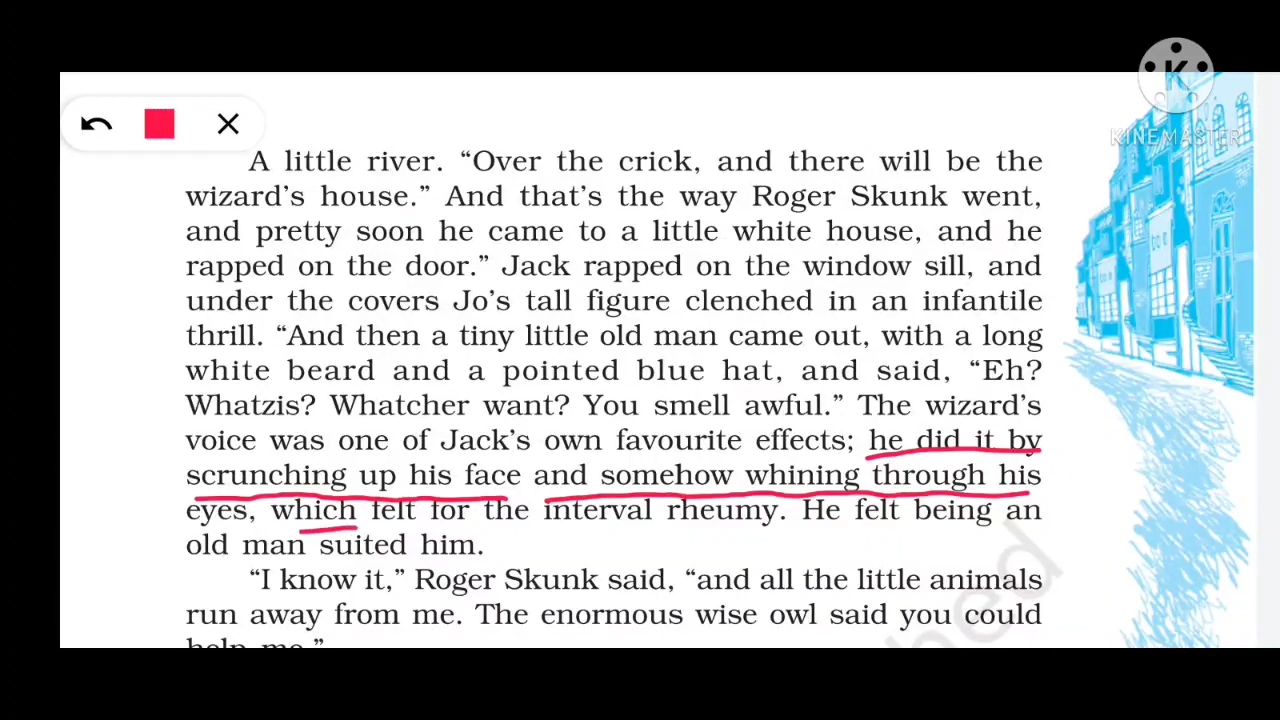 KINEMASTER
A little river. “Over the crick, and there will be the
wizard’s house.” And that’s the way Roger Skunk went,
and pretty soon he came to a little white house, and he
rapped on the door.” Jack rapped on the window sill, and
under the covers Jo’s tall figure clenched in an infantile
thrill. “And then a tiny little old man came out, with a long
white beard and a pointed blue hat, and said, “Eh?
Whatzis? Whatcher want? You smell awful.” The wizard’s
voice was one of Jack’s own favourite effects; he did it by
scrunching up his face and somehow whining through his
eyes, which felt for the interval rheumy. He felt being an
old man suited him.
“I know it,” Roger Skunk said, “and all the little animals
run away from me. The enormous wise owl said you could
help me.”